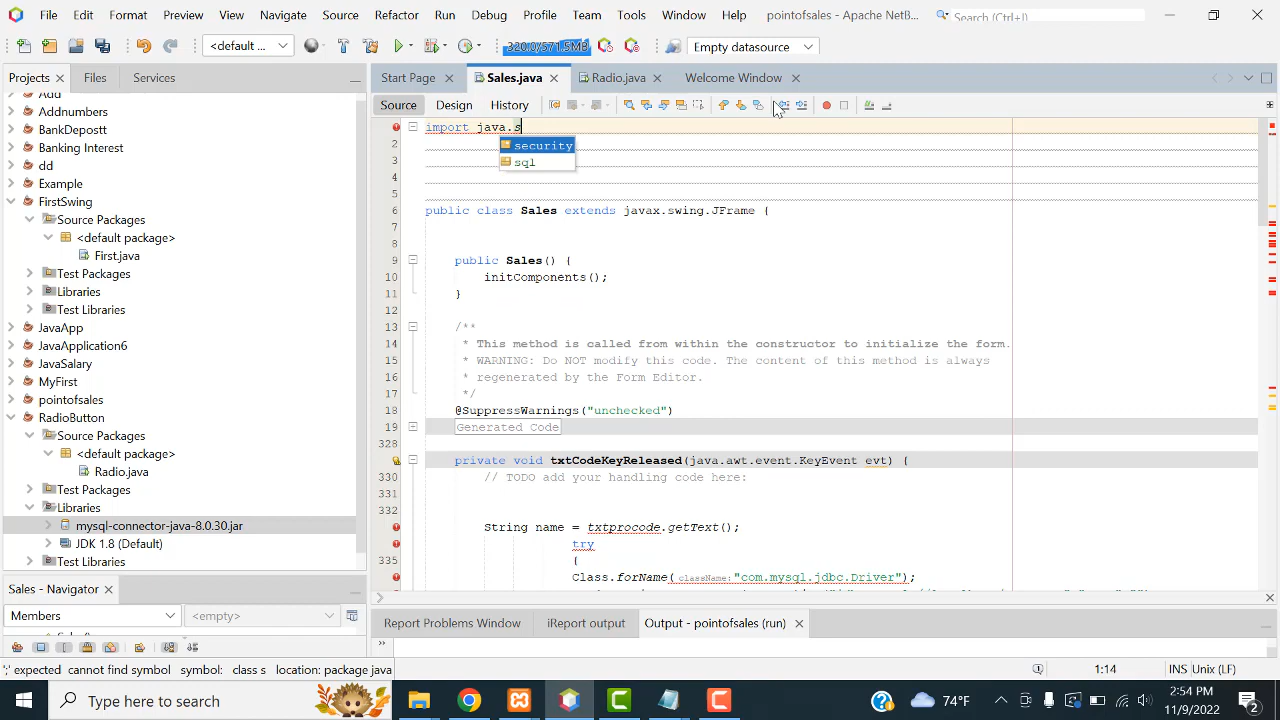 File Edit View Navigate Source Refactor Run Debug Profile Team Tools Window Help pointofsales - Apache NetB... Search (Ctrl+I)
<default ... 320.0/571.5MB Empty datasource
Projects Files Services Start Page Sales.java Radio.java Welcome Window
Source Design History
Add
Addnumbers
BankDepostt
Banking Interest
dd
Example
FirstSwing
Source Packages
<default package>
First.java
Test Packages
Libraries
Test Libraries
JavaApp
JavaApplication6
JavaSalary
MyFirst
pointofsales
RadioButton
Source Packages
<default package>
Radio.java
Test Packages
Libraries
mysql-connector-java-8.0.30.jar
JDK 1.8 (Default)
Test Libraries
Sales - Navigator
Members <empty>
import java.s
security
sql
2
3
4
5
6 public class Sales extends javax.swing.JFrame {
7
8
9 public Sales() {
10 initComponents();
11 }
12
13 /**
14 * This method is called from within the constructor to initialize the form.
15 * WARNING: Do NOT modify this code. The content of this method is always
16 * regenerated by the Form Editor.
17 */
18 @SuppressWarnings("unchecked")
19 Generated Code
328
private void txtCodeKeyReleased(java.awt.event.KeyEvent evt) {
330 // TODO add your handling code here:
331
332
String name = txtprocode.getText();
try
335 {
Class.forName(className:"com.mysql.jdbc.Driver");
Report Problems Window iReport output Output - pointofsales (run)
';' expected cannot find symbol symbol: class s location: package java 1:14 INS Unix (LF)
Type here to search 74°F 2:54 PM
11/9/2022 2